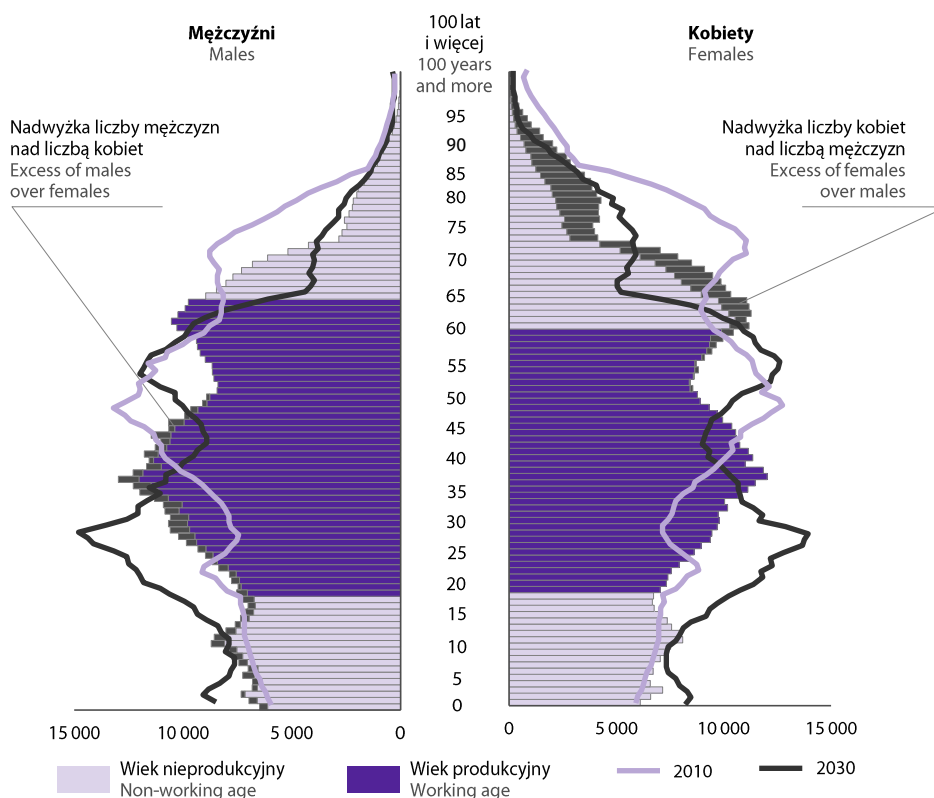 Mężczyźni
Males
100 lat
i więcej
100 years
and more
Kobiety
Females
Nadwyżka liczby mężczyzn
nad liczbą kobiet
Excess of males
over females
Nadwyżka liczby kobiet
nad liczbą mężczyzn
Excess of females
over males
95
90
85
80
75
70
65
60
55
50
45
40
35
30
25
20
15
10
5
0
15 000 10 000 5 000 0
0 5 000 10 000 15 000
Wiek nieprodukcyjny
Non-working age
Wiek produkcyjny
Working age
2010
2030